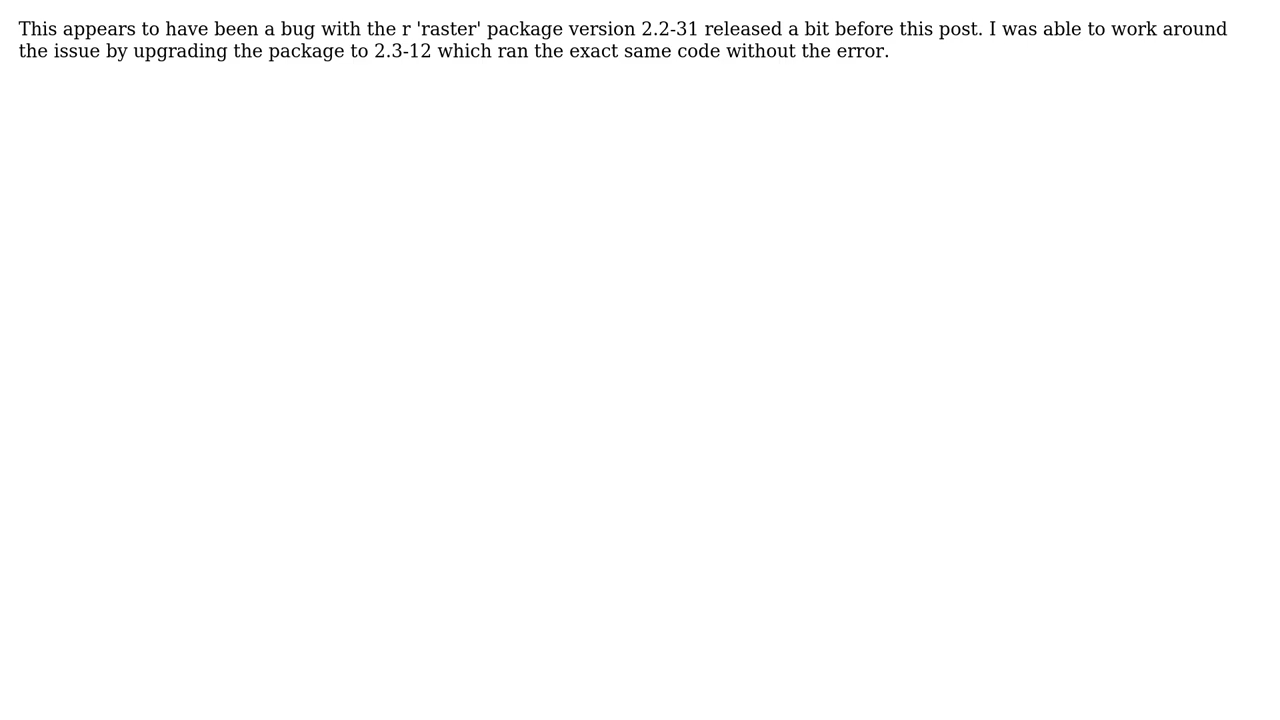 This appears to have been a bug with the r 'raster' package version 2.2-31 released a bit before this post. I was able to work around
the issue by upgrading the package to 2.3-12 which ran the exact same code without the error.